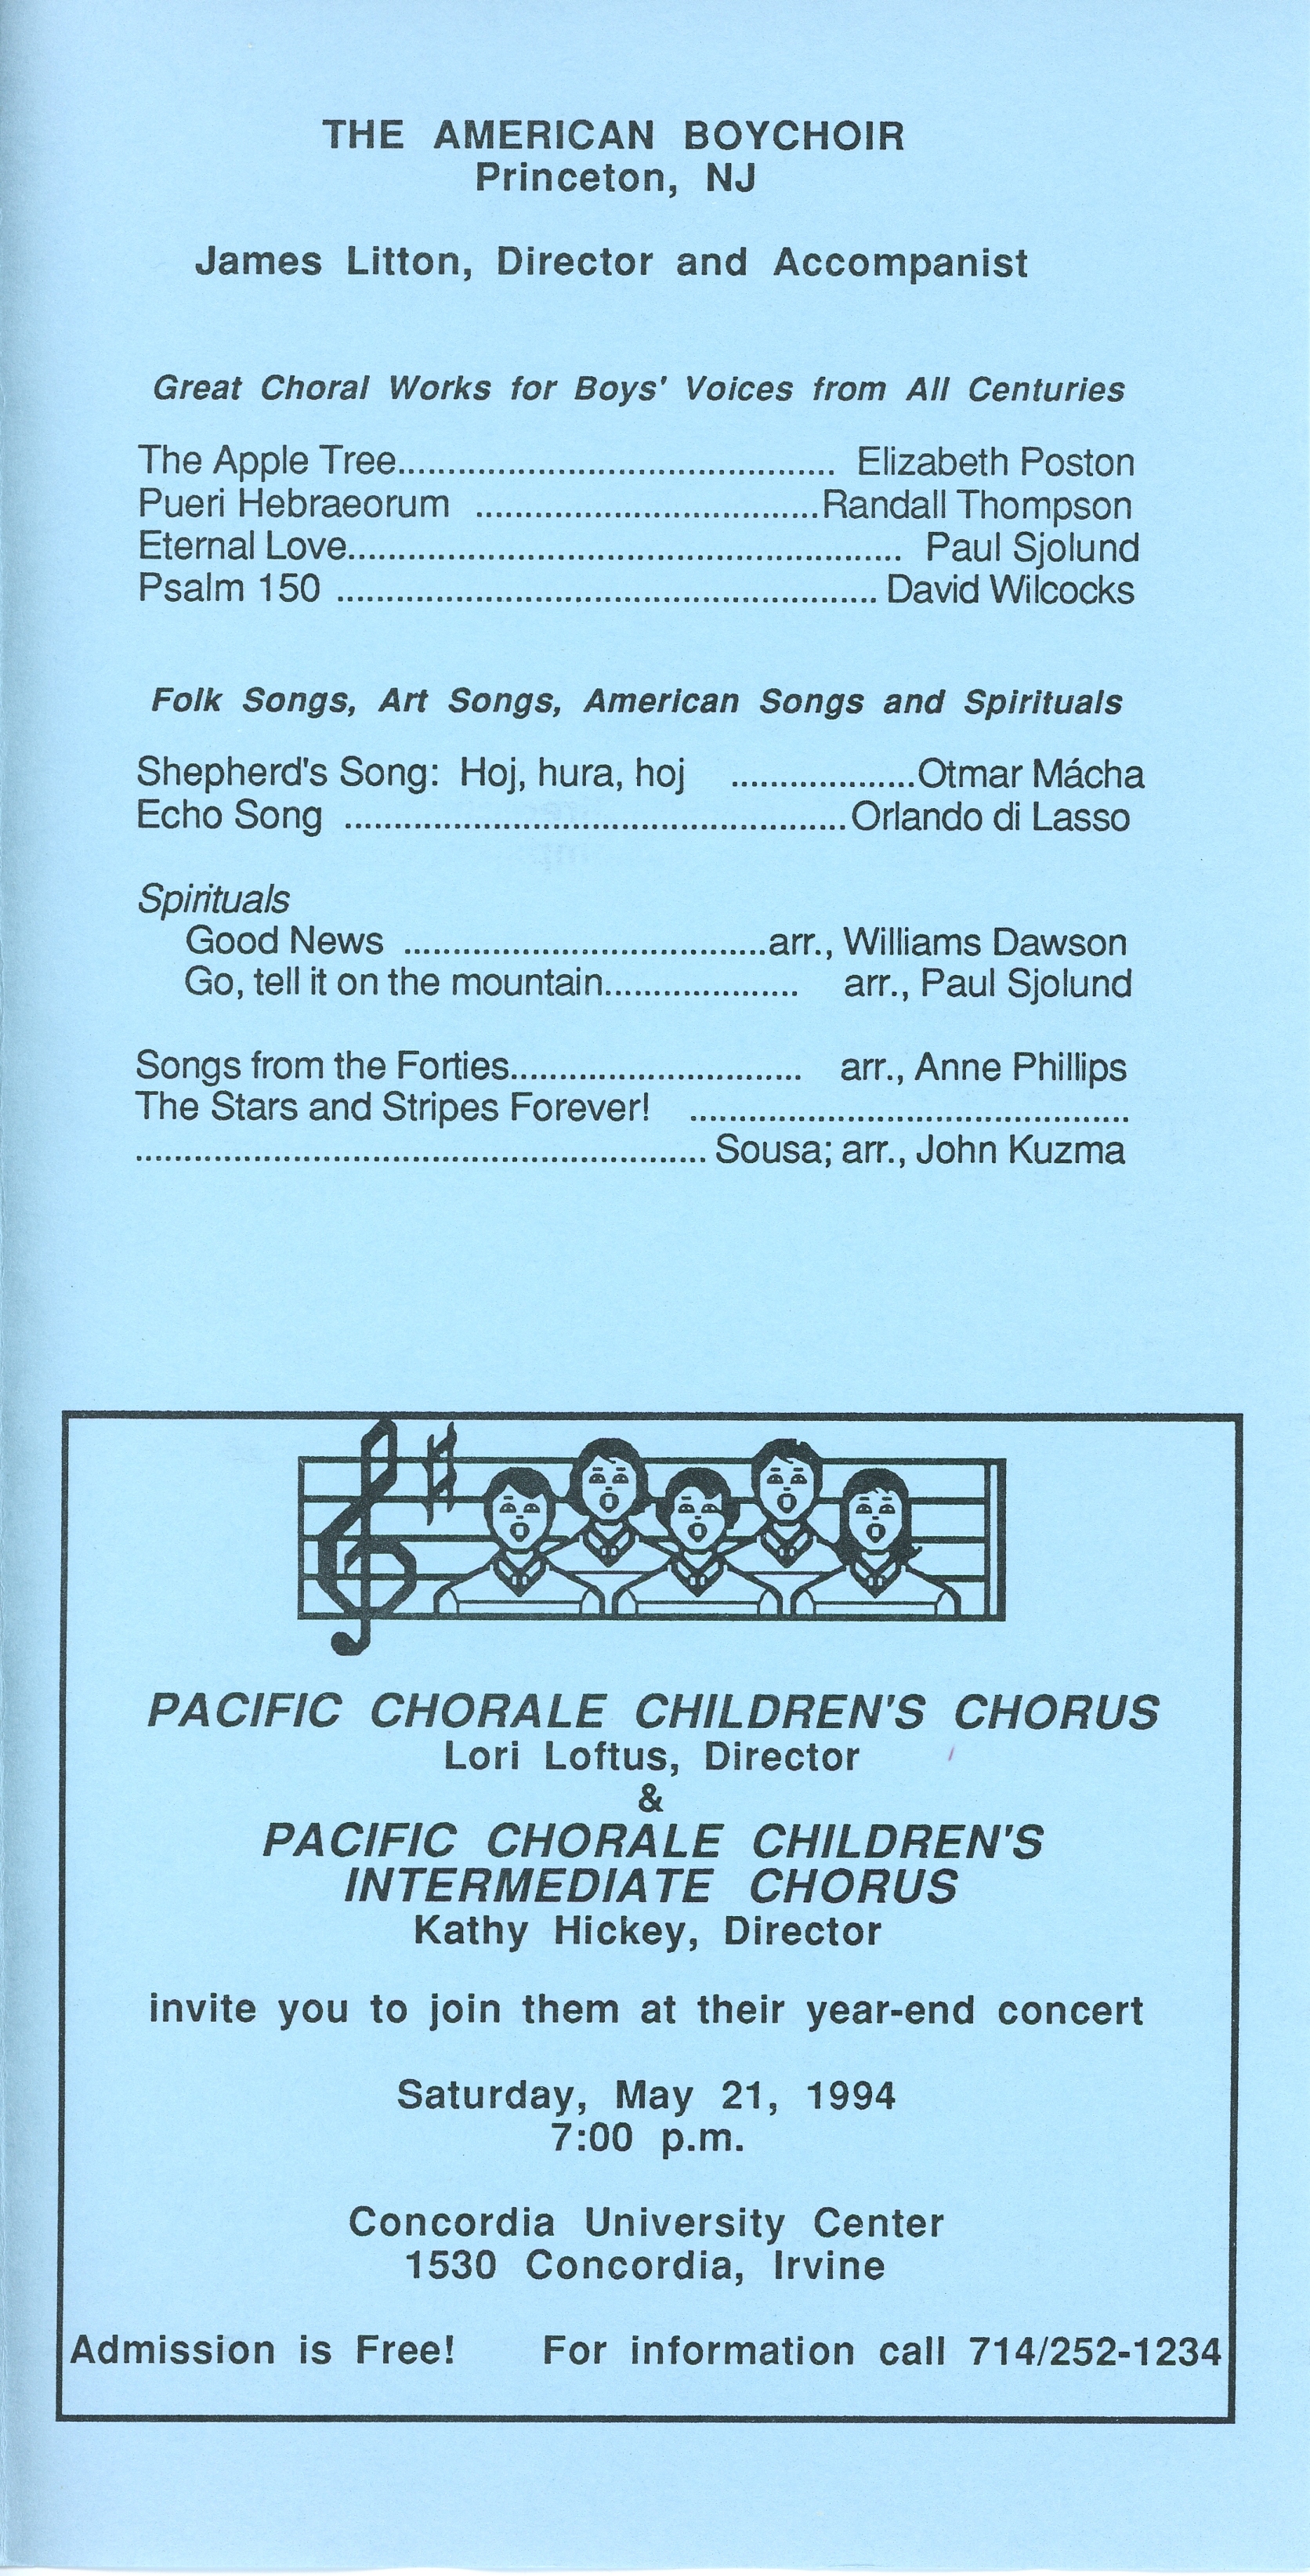 THE AMERICAN BOYCHOIR
Princeton, NJ
James Litton, Director and Accompanist
Great Choral Works for Boys' Voices from All Centuries
The Apple Tree............................................ Elizabeth Poston
Pueri Hebraeorum ...................................Randall Thompson
Eternal Love........................................................ Paul Sjolund
Psalm 150 ....................................................... David Wilcocks
Folk Songs, Art Songs, American Songs and Spirituals
Shepherd's Song: Hoj, hura, hoj ...................Otmar Mácha
Echo Song ...................................................Orlando di Lasso
Spirituals
Good News .....................................arr., Williams Dawson
Go, tell it on the mountain.................... arr., Paul Sjolund
Songs from the Forties.............................. arr., Anne Phillips
The Stars and Stripes Forever! .............................................
.......................................................... Sousa; arr., John Kuzma
PACIFIC CHORALE CHILDREN'S CHORUS
Lori Loftus, Director
&
PACIFIC CHORALE CHILDREN'S
INTERMEDIATE CHORUS
Kathy Hickey, Director
invite you to join them at their year-end concert
Saturday, May 21, 1994
7:00 p.m.
Concordia University Center
1530 Concordia, Irvine
Admission is Free! For information call 714/252-1234